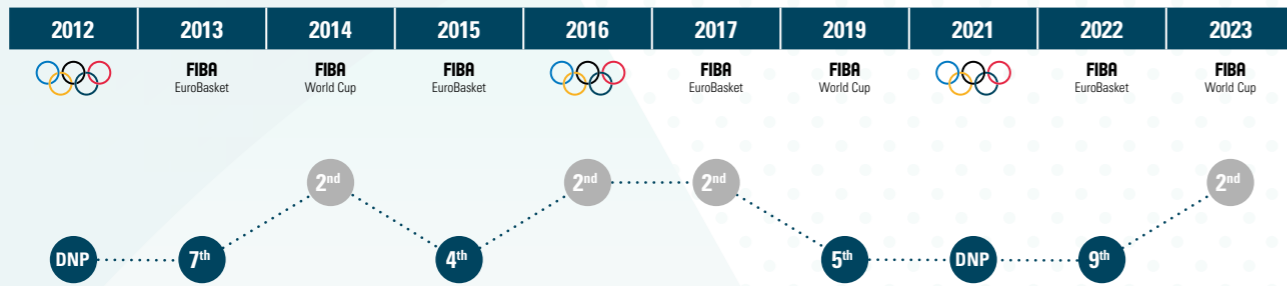 2012 2013 2014 2015 2016 2017 2019 2021 2022 2023
FIBA FIBA FIBA FIBA FIBA FIBA FIBA
EuroBasket World Cup EuroBasket EuroBasket World Cup EuroBasket World Cup
2nd 2nd 2nd 2nd
DNP 7th 4th 5th DNP 9th